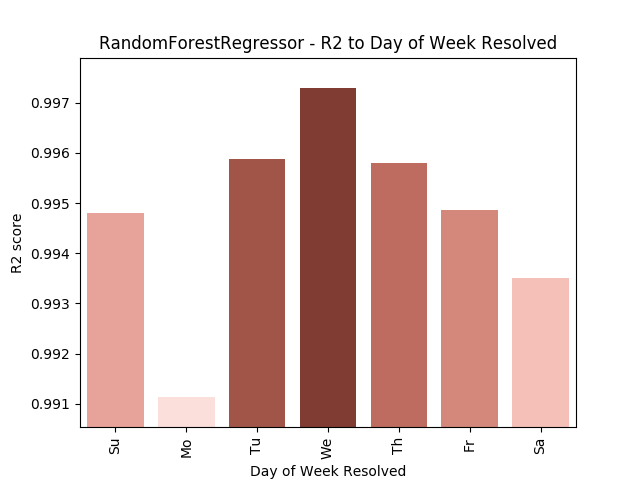 RandomForestRegressor - R2 to Day of Week Resolved
0.997
0.996
0.995
0.994
0.993
0.992
0.991
R2 score
Su
Mo
Tu
We
Th
Fr
Sa
Day of Week Resolved